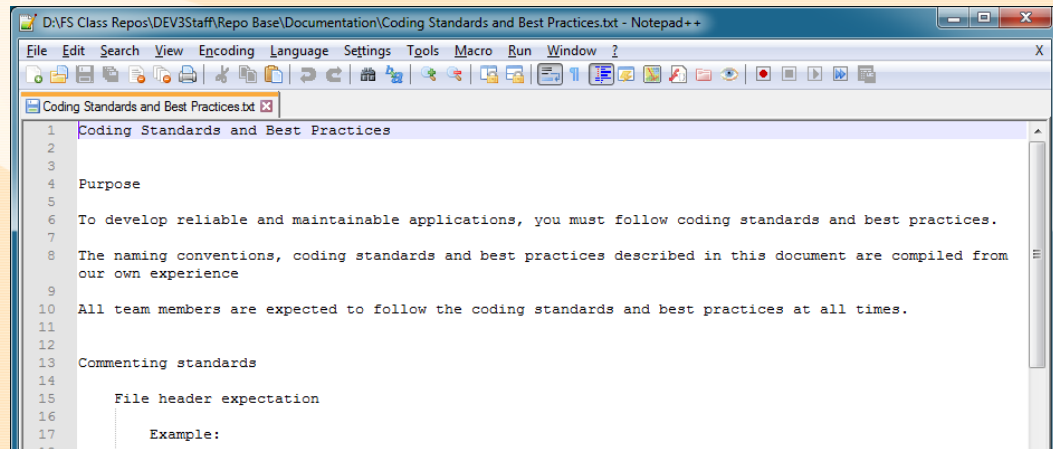 D:\FS Class Repos\DEV3Staff\Repo Base\Documentation\Coding Standards and Best Practices.txt - Notepad++
File Edit Search View Encoding Language Settings Tools Macro Run Window ? X
Coding Standards and Best Practices.txt
1 Coding Standards and Best Practices
2
3
4 Purpose
5
6 To develop reliable and maintainable applications, you must follow coding standards and best practices.
7
8 The naming conventions, coding standards and best practices described in this document are compiled from
our own experience
9
10 All team members are expected to follow the coding standards and best practices at all times.
11
12
13 Commenting standards
14
15 File header expectation
16
17 Example: